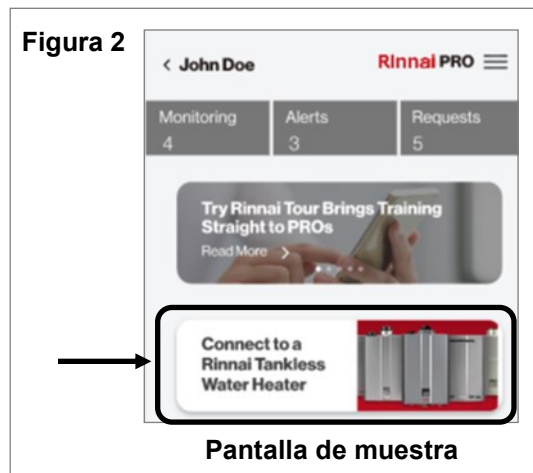 Figura 2
< John Doe
Rinnai PRO
Monitoring
4
Alerts
3
Requests
5
Try Rinnai Tour Brings Training
Straight to PROs
Read More >
Connect to a
Rinnai Tankless
Water Heater
Pantalla de muestra